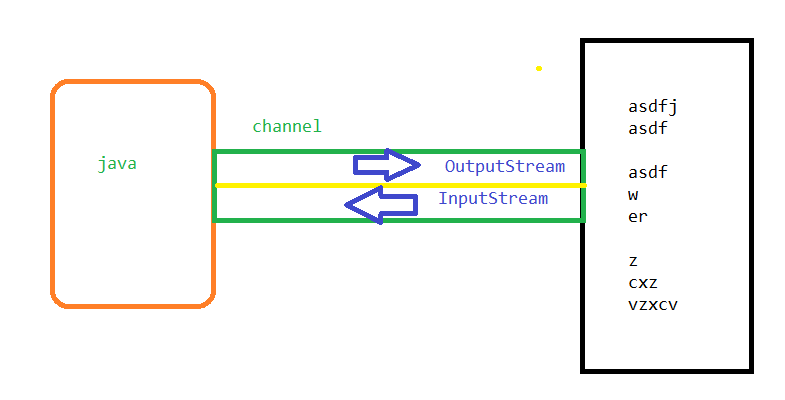 java
channel
OutputStream
InputStream
asdfj
asdf
asdf
w
er
z
cxz
vzxcv